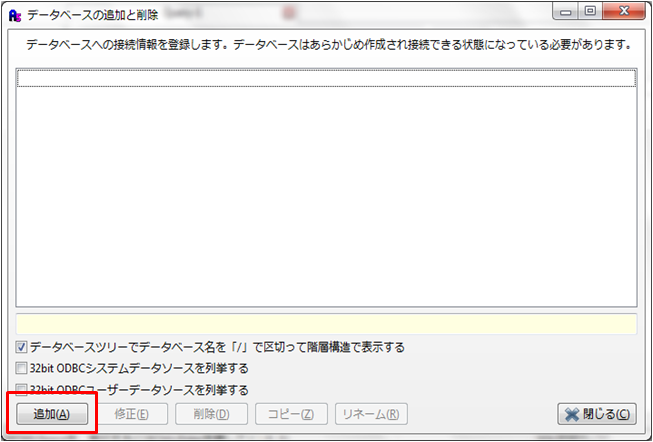 データベースの追加と削除
データベースへの接続情報を登録します。データベースはあらかじめ作成され接続できる状態になっている必要があります。
データベースツリーでデータベース名を「/」で区切って階層構造で表示する
32bit ODBCシステムデータソースを列挙する
32bit ODBCユーザーデータソースを列挙する
追加(A) 修正(E) 削除(D) コピー(Z) リネーム(R) 閉じる(C)